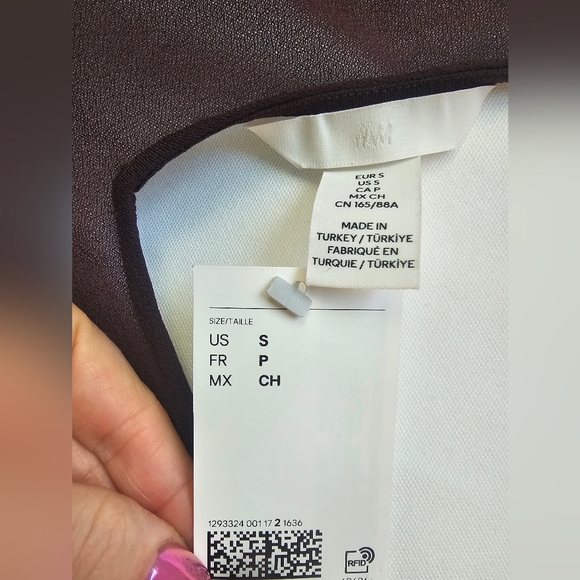 H&M
EUR S
US S
CA P
MX CH
CN 165/88A
MADE IN
TURKEY / TÜRKİYE
FABRIQUÉ EN
TURQUIE / TÜRKİYE
SIZE/TAILLE
US S
FR P
MX CH
1293324 001 17 2 1636
RFID